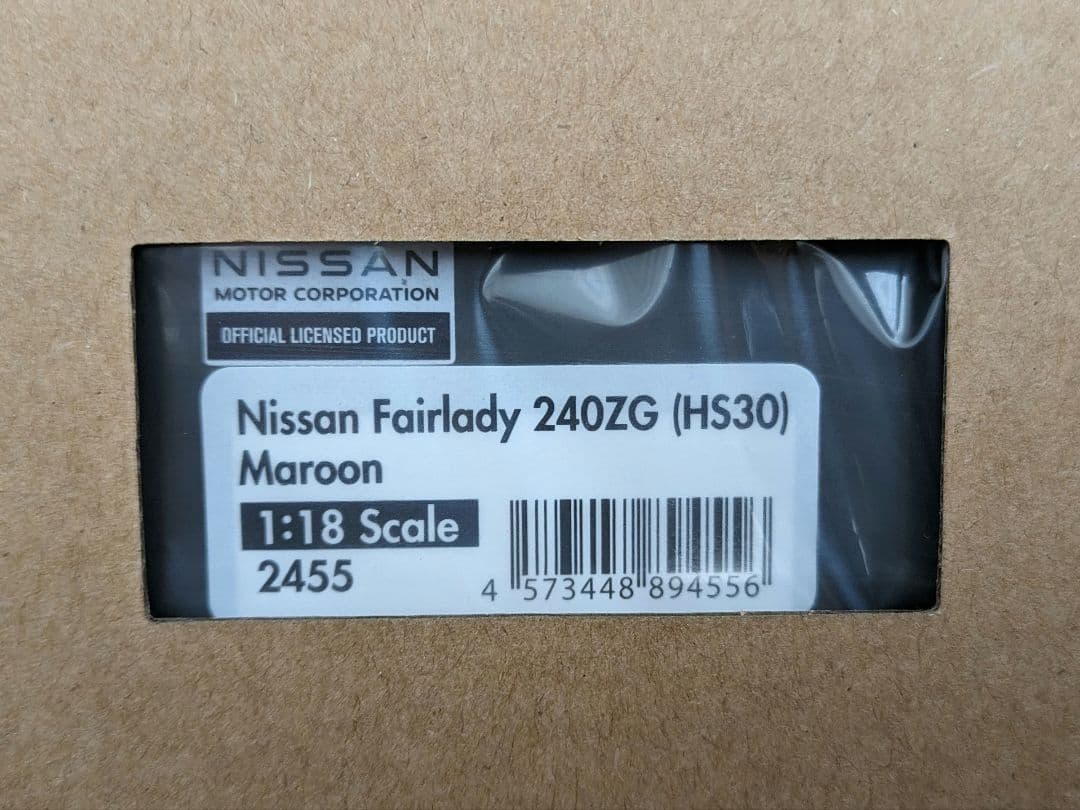 NISSAN
MOTOR CORPORATION
OFFICIAL LICENSED PRODUCT
Nissan Fairlady 240ZG (HS30)
Maroon
1:18 Scale
2455
4 573448 894556